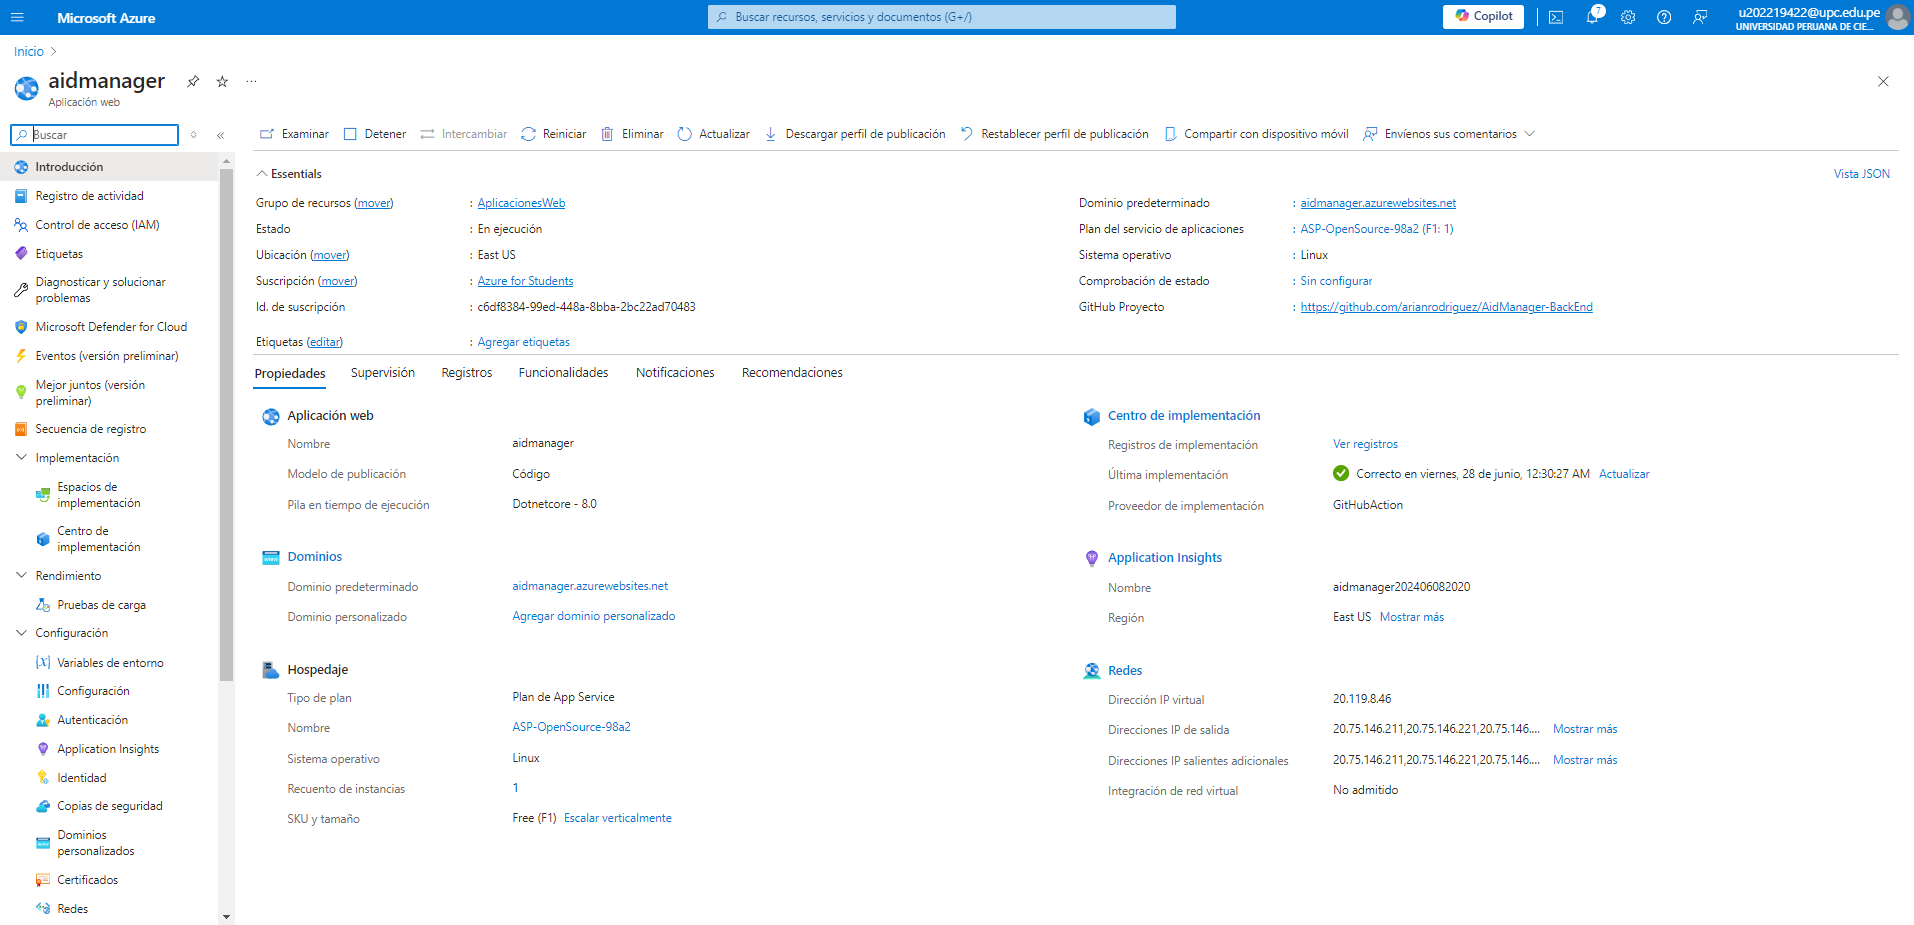 Microsoft Azure
Buscar recursos, servicios y documentos (G+/)
Copilot
7
u202219422@upc.edu.pe
UNIVERSIDAD PERUANA DE CIE...
Inicio
aidmanager
Aplicación web
Buscar
Examinar Detener Intercambiar Reiniciar Eliminar Actualizar Descargar perfil de publicación Restablecer perfil de publicación Compartir con dispositivo móvil Envíenos sus comentarios
Introducción
Registro de actividad
Control de acceso (IAM)
Etiquetas
Diagnosticar y solucionar
problemas
Microsoft Defender for Cloud
Eventos (versión preliminar)
Mejor juntos (versión
preliminar)
Secuencia de registro
Implementación
Espacios de
implementación
Centro de
implementación
Rendimiento
Pruebas de carga
Configuración
Variables de entorno
Configuración
Autenticación
Application Insights
Identidad
Copias de seguridad
Dominios
personalizados
Certificados
Redes
Essentials
Vista JSON
Grupo de recursos (mover) : AplicacionesWeb
Estado : En ejecución
Ubicación (mover) : East US
Suscripción (mover) : Azure for Students
Id. de suscripción : c6df8384-99ed-448a-8bba-2bc22ad70483
Etiquetas (editar) : Agregar etiquetas
Dominio predeterminado : aidmanager.azurewebsites.net
Plan del servicio de aplicaciones : ASP-OpenSource-98a2 (F1: 1)
Sistema operativo : Linux
Comprobación de estado : Sin configurar
GitHub Proyecto : https://github.com/arianrodriguez/AidManager-BackEnd
Propiedades Supervisión Registros Funcionalidades Notificaciones Recomendaciones
Aplicación web
Nombre aidmanager
Modelo de publicación Código
Pila en tiempo de ejecución Dotnetcore - 8.0
Dominios
Dominio predeterminado aidmanager.azurewebsites.net
Dominio personalizado Agregar dominio personalizado
Hospedaje
Tipo de plan Plan de App Service
Nombre ASP-OpenSource-98a2
Sistema operativo Linux
Recuento de instancias 1
SKU y tamaño Free (F1) Escalar verticalmente
Centro de implementación
Registros de implementación Ver registros
Última implementación Correcto en viernes, 28 de junio, 12:30:27 AM Actualizar
Proveedor de implementación GitHubAction
Application Insights
Nombre aidmanager202406082020
Región East US Mostrar más
Redes
Dirección IP virtual 20.119.8.46
Direcciones IP de salida 20.75.146.211,20.75.146.221,20.75.146.... Mostrar más
Direcciones IP salientes adicionales 20.75.146.211,20.75.146.221,20.75.146.... Mostrar más
Integración de red virtual No admitido